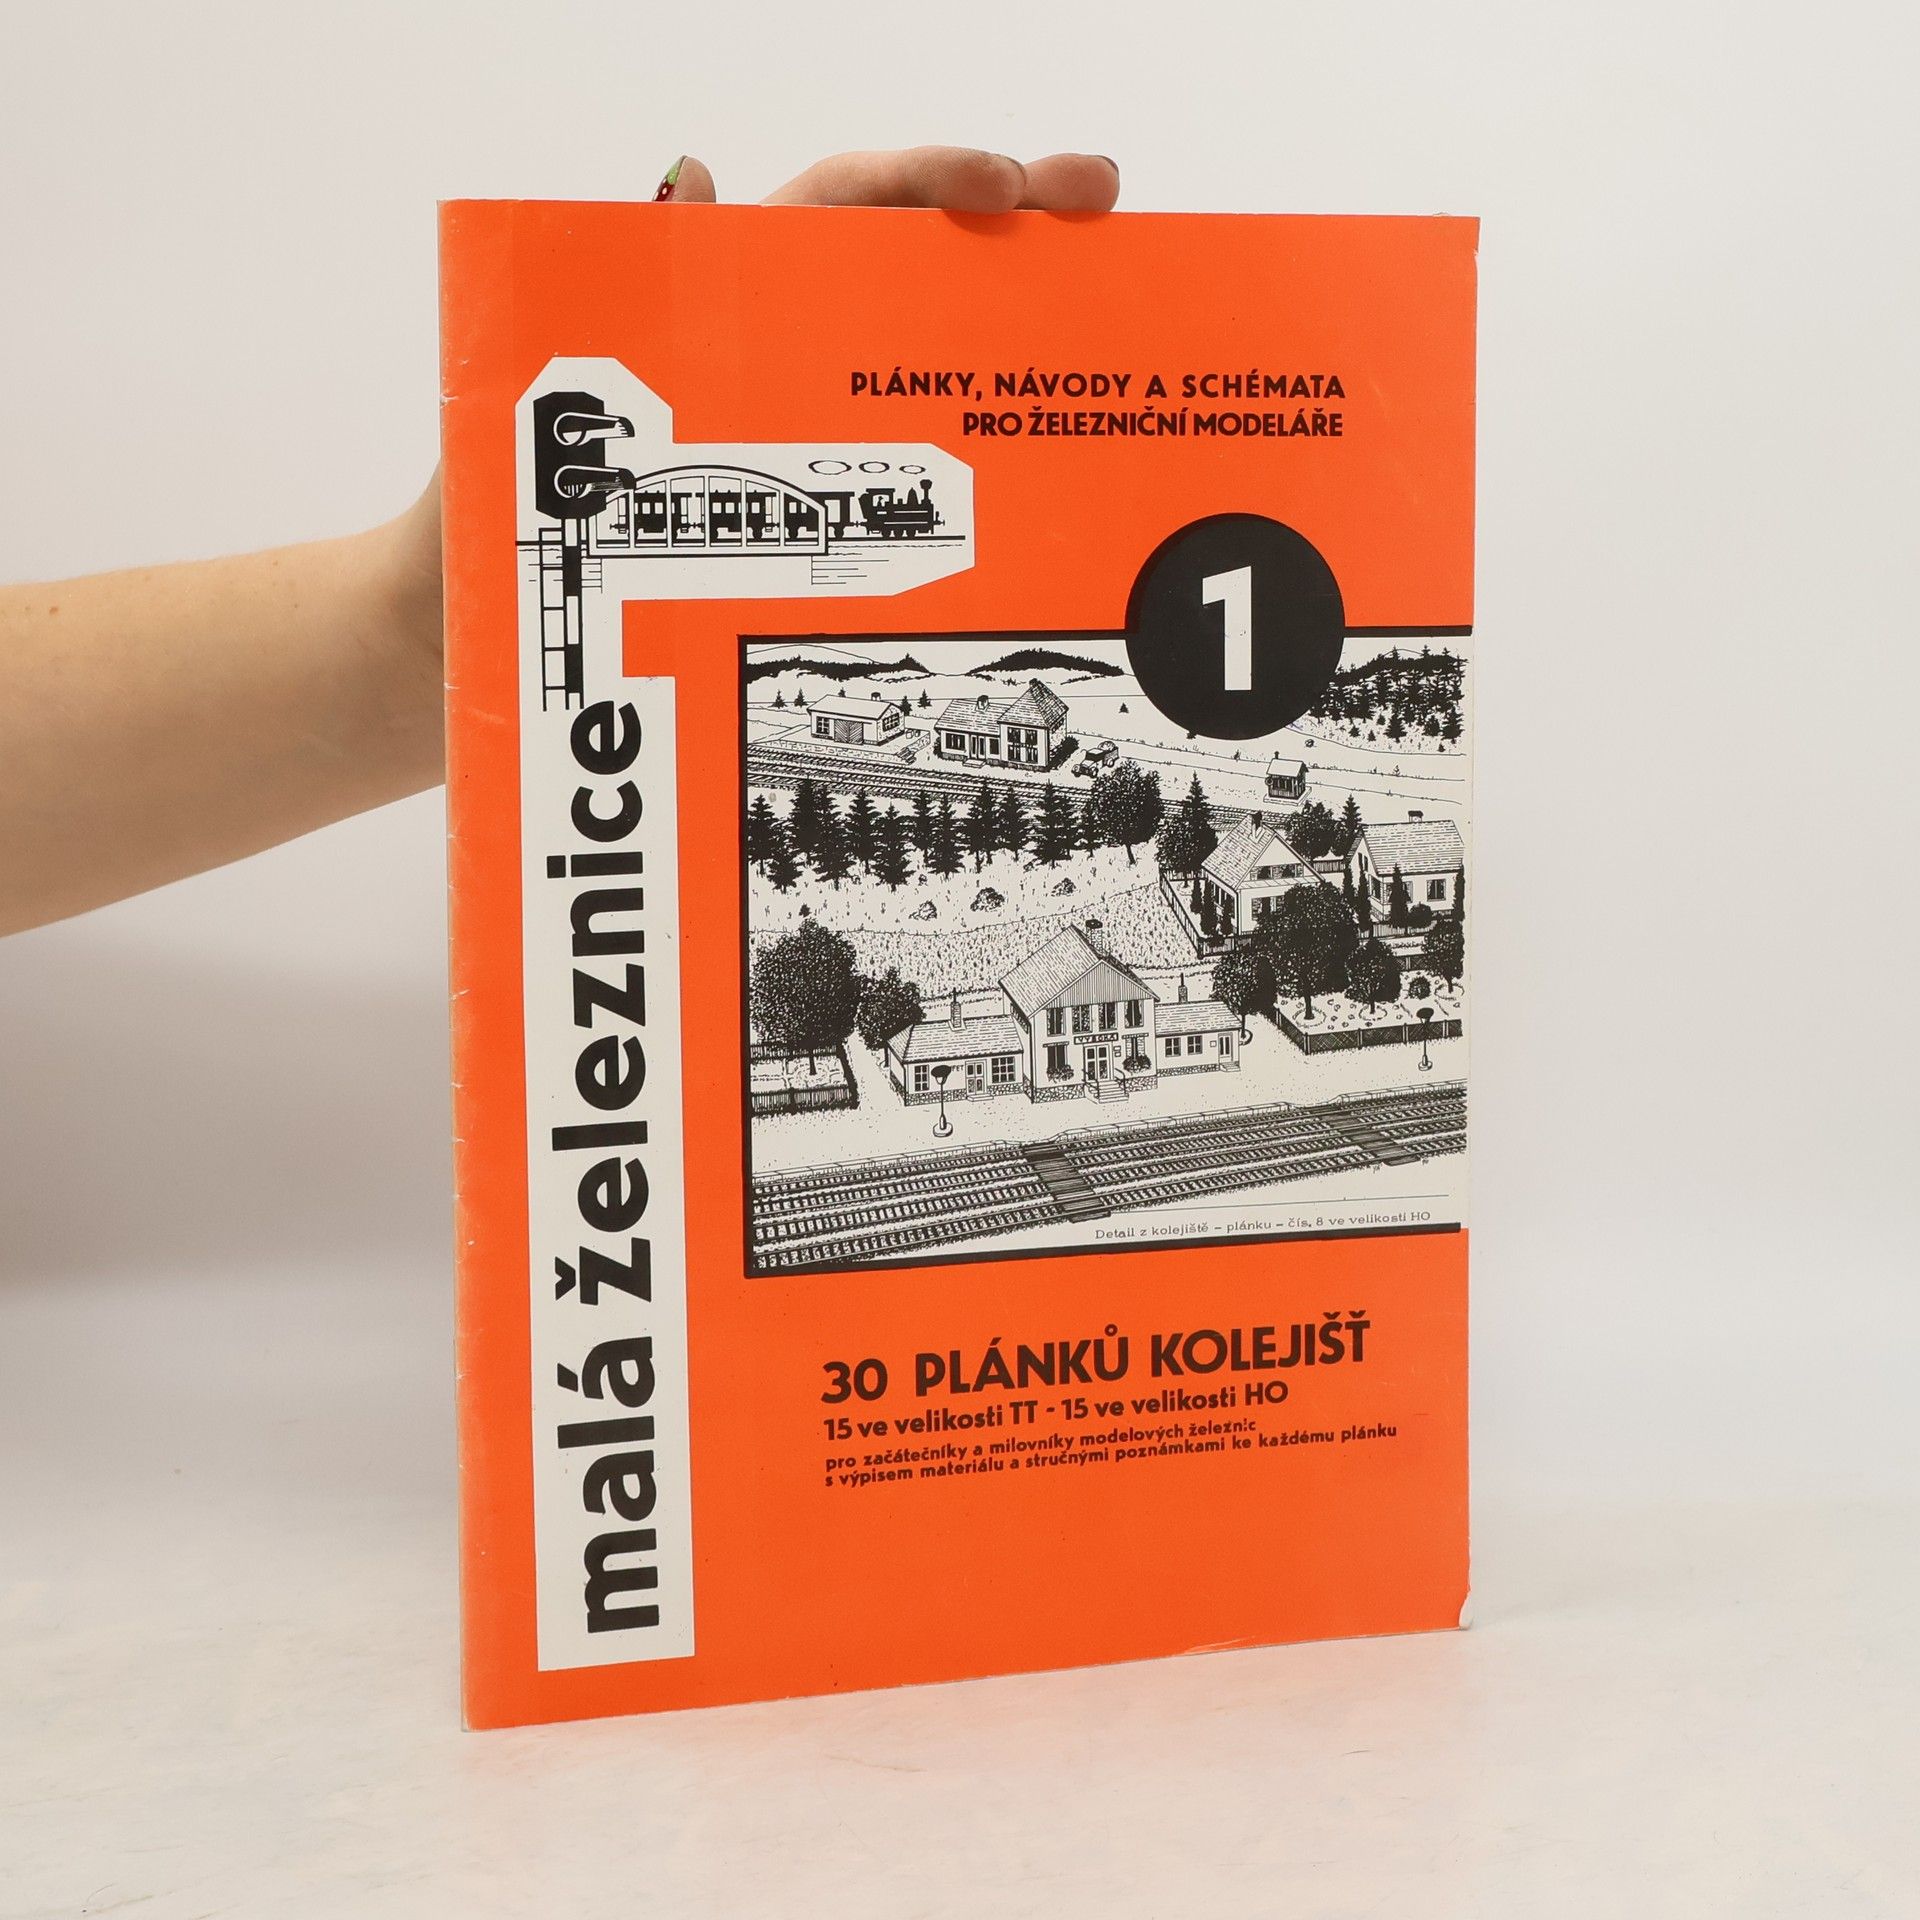 PLÁNKY, NÁVODY A SCHÉMATA
PRO ŽELEZNIČNÍ MODELÁŘE
1
malá železnice
VYSOKÁ
Detail z kolejiště – plánku – čís. 8 ve velikosti HO
30 PLÁNKŮ KOLEJIŠŤ
15 ve velikosti TT - 15 ve velikosti HO
pro začátečníky a milovníky modelových železnic
s výpisem materiálu a stručnými poznámkami ke každému plánku